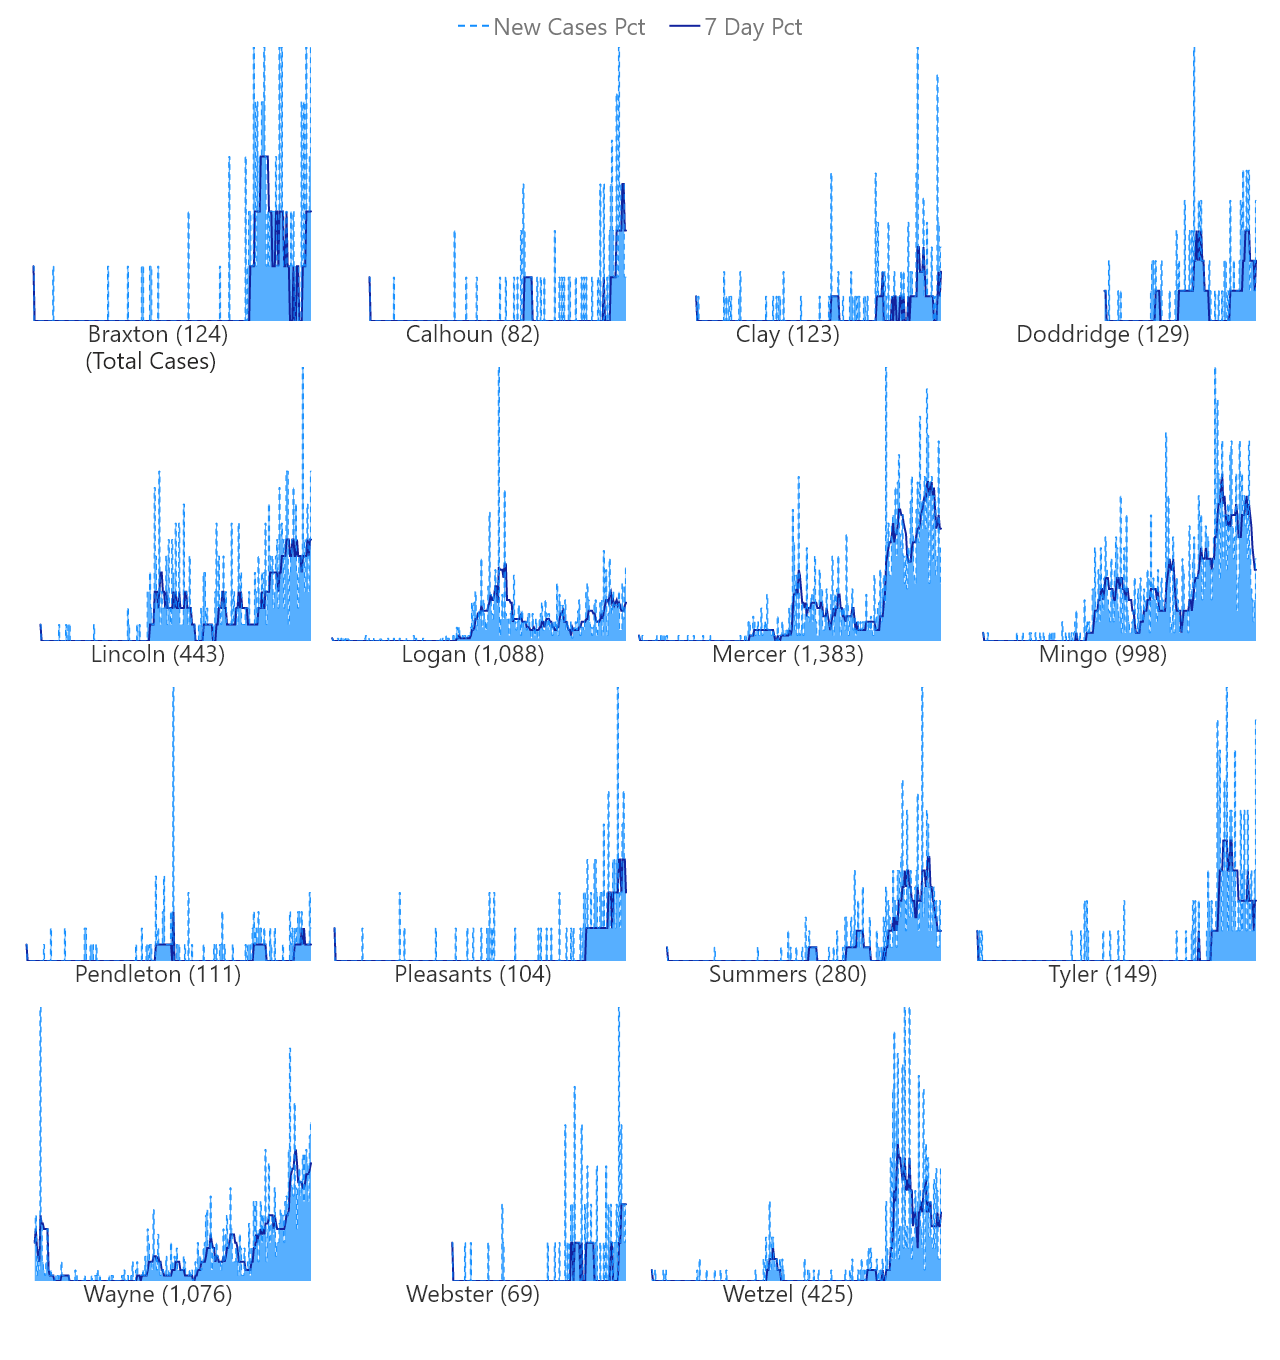 New Cases Pct 7 Day Pct
Braxton (124) Calhoun (82) Clay (123) Doddridge (129)
(Total Cases)
Lincoln (443) Logan (1,088) Mercer (1,383) Mingo (998)
Pendleton (111) Pleasants (104) Summers (280) Tyler (149)
Wayne (1,076) Webster (69) Wetzel (425)